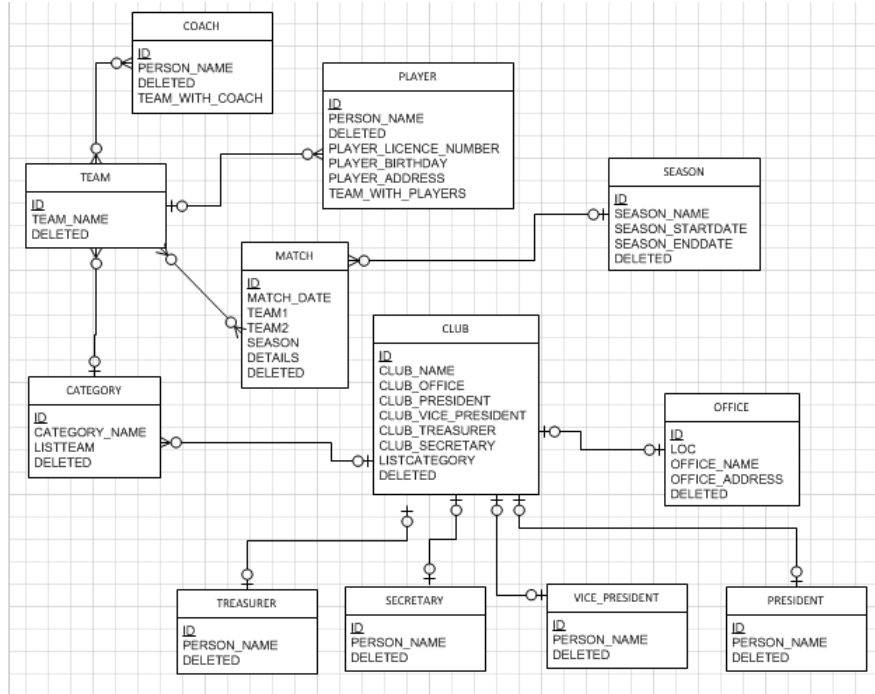 COACH
ID
PERSON_NAME
DELETED
TEAM_WITH_COACH
PLAYER
ID
PERSON_NAME
DELETED
PLAYER_LICENCE_NUMBER
PLAYER_BIRTHDAY
PLAYER_ADDRESS
TEAM_WITH_PLAYERS
TEAM
ID
TEAM_NAME
DELETED
SEASON
ID
SEASON_NAME
SEASON_STARTDATE
SEASON_ENDDATE
DELETED
MATCH
ID
MATCH_DATE
TEAM1
TEAM2
SEASON
DETAILS
DELETED
CLUB
ID
CLUB_NAME
CLUB_OFFICE
CLUB_PRESIDENT
CLUB_VICE_PRESIDENT
CLUB_TREASURER
CLUB_SECRETARY
LISTCATEGORY
DELETED
CATEGORY
ID
CATEGORY_NAME
LISTTEAM
DELETED
OFFICE
ID
LOC
OFFICE_NAME
OFFICE_ADDRESS
DELETED
TREASURER
ID
PERSON_NAME
DELETED
SECRETARY
ID
PERSON_NAME
DELETED
VICE_PRESIDENT
ID
PERSON_NAME
DELETED
PRESIDENT
ID
PERSON_NAME
DELETED